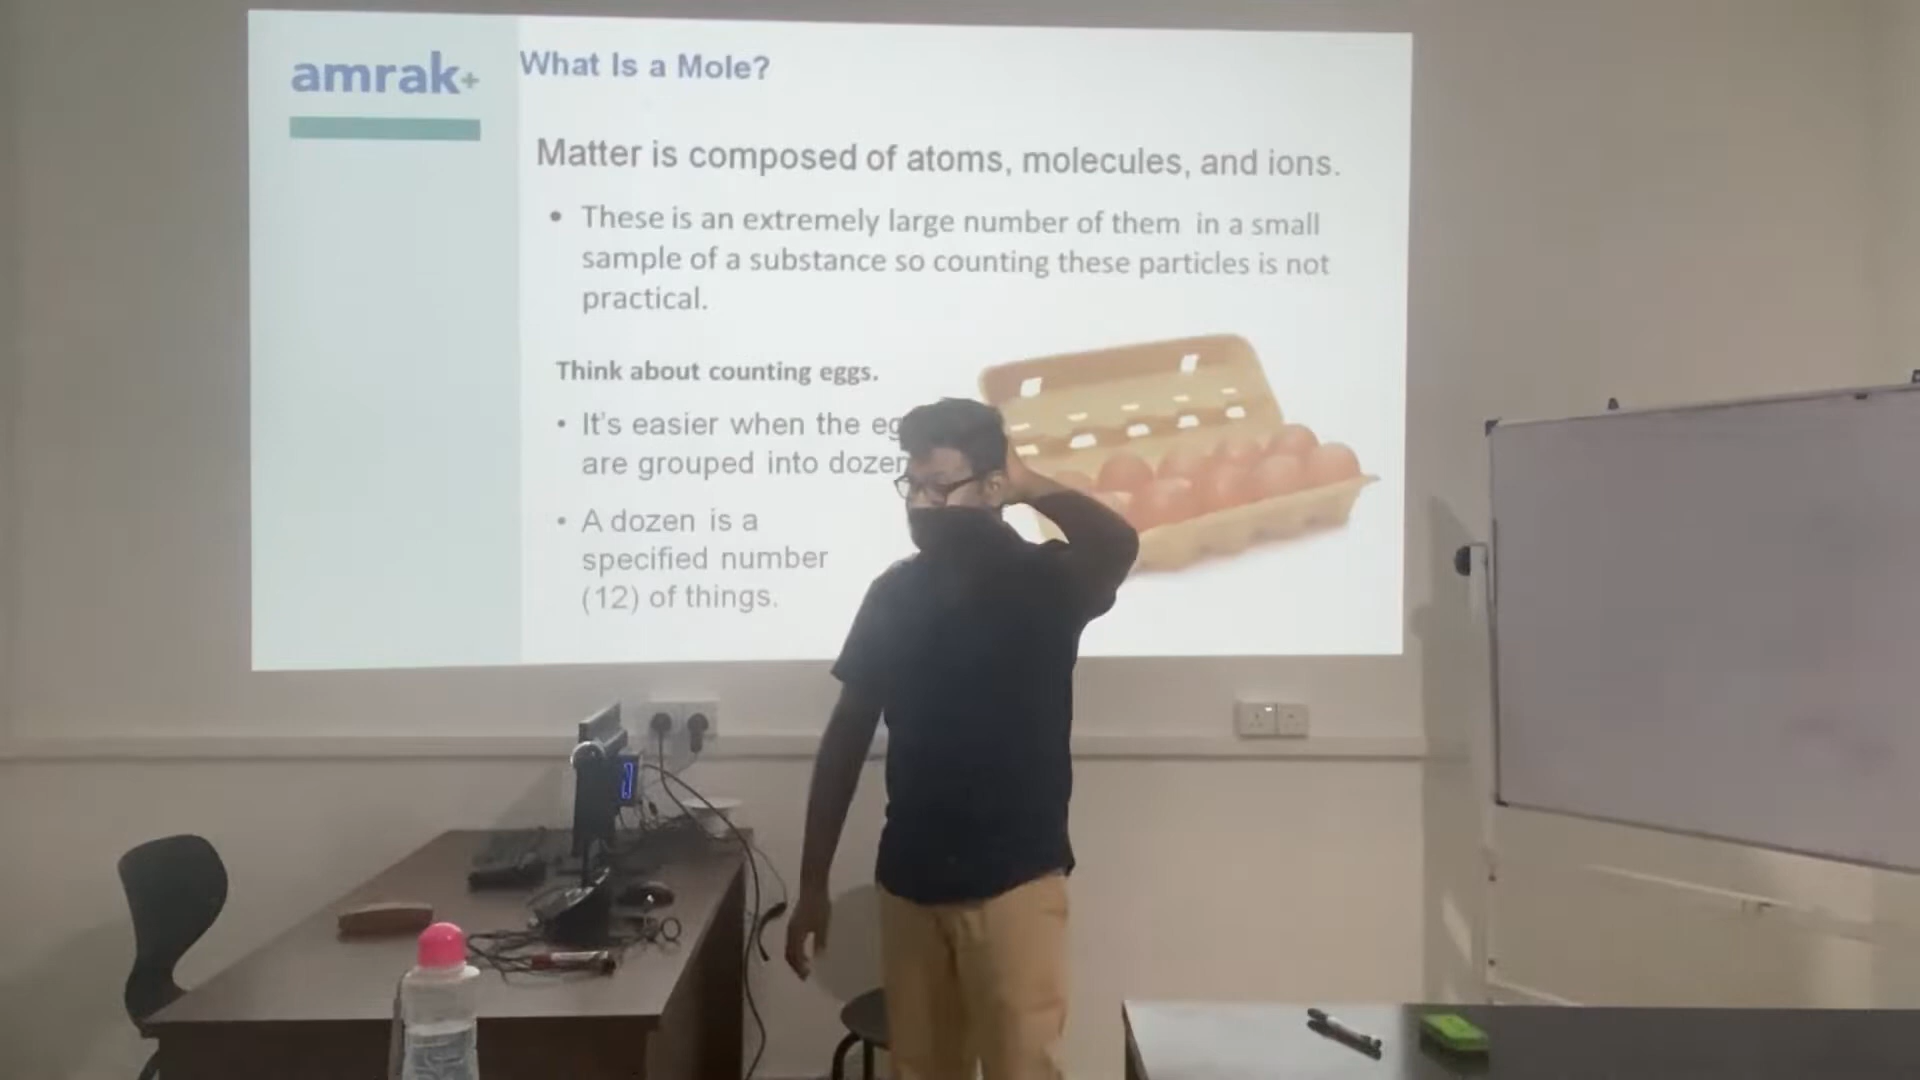 amrak+
What Is a Mole?
Matter is composed of atoms, molecules, and ions.
• These is an extremely large number of them in a small
sample of a substance so counting these particles is not
practical.
Think about counting eggs.
• It's easier when the
are grouped into
• A dozen is a
specified number
(12) of things.